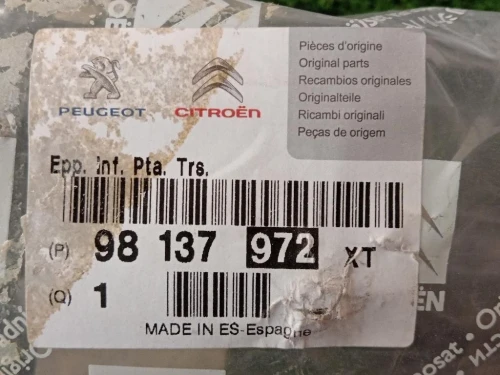 PEUGEOT
CITROËN
Pièces d'origine
Original parts
Recambios originales
Originalteile
Ricambi originali
Peças de origem
Epp. Inf. Pta. Trs.
(P) 98 137 972 XT
(Q) 1
MADE IN ES-Espagne